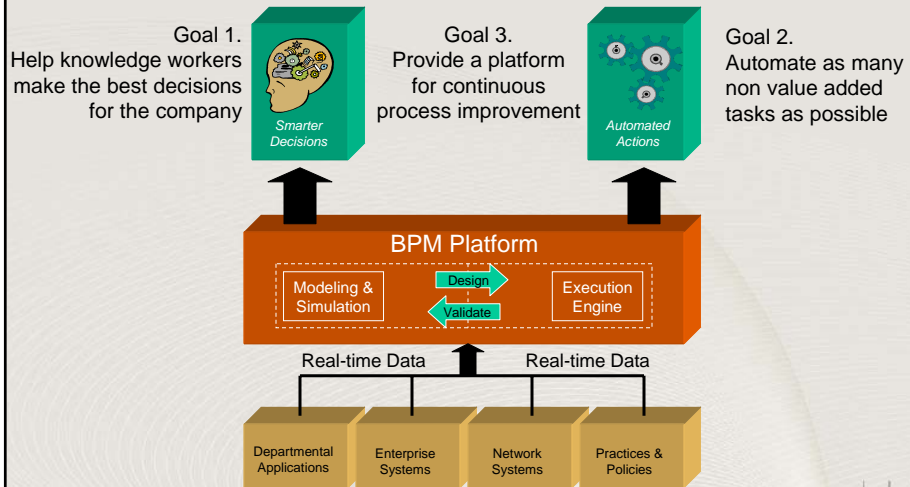 Goal 1.
Help knowledge workers
make the best decisions
for the company
Smarter
Decisions
Goal 3.
Provide a platform
for continuous
process improvement
Automated
Actions
Goal 2.
Automate as many
non value added
tasks as possible
BPM Platform
Modeling &
Simulation
Design
Validate
Execution
Engine
Real-time Data
Real-time Data
Departmental
Applications
Enterprise
Systems
Network
Systems
Practices &
Policies